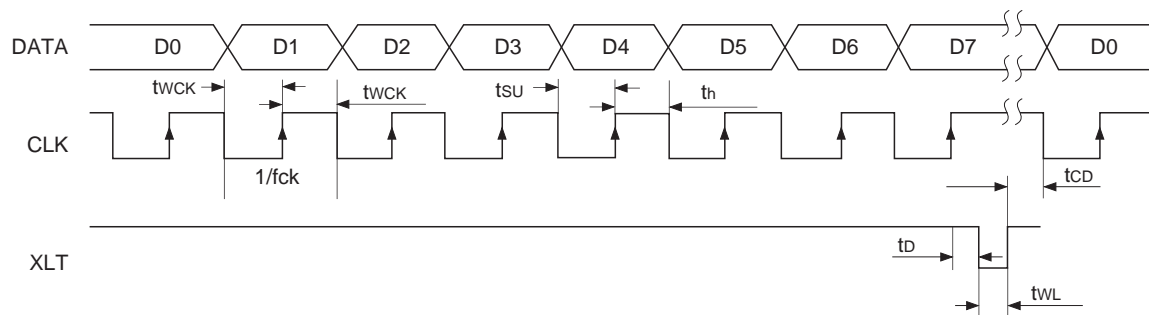 DATA D0 D1 D2 D3 D4 D5 D6 D7 D0
tWCK tWCK tSU th
CLK
1/fck tCD
XLT tD
tWL